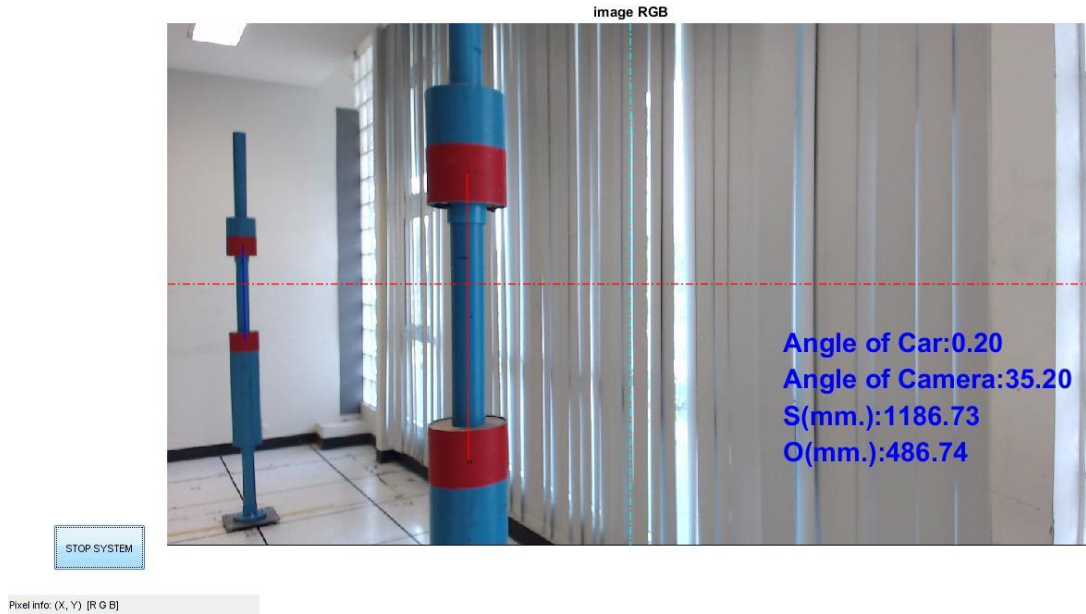 image RGB
Angle of Car:0.20
Angle of Camera:35.20
S(mm.):1186.73
O(mm.):486.74
STOP SYSTEM
Pixel info: (X, Y) [R G B]